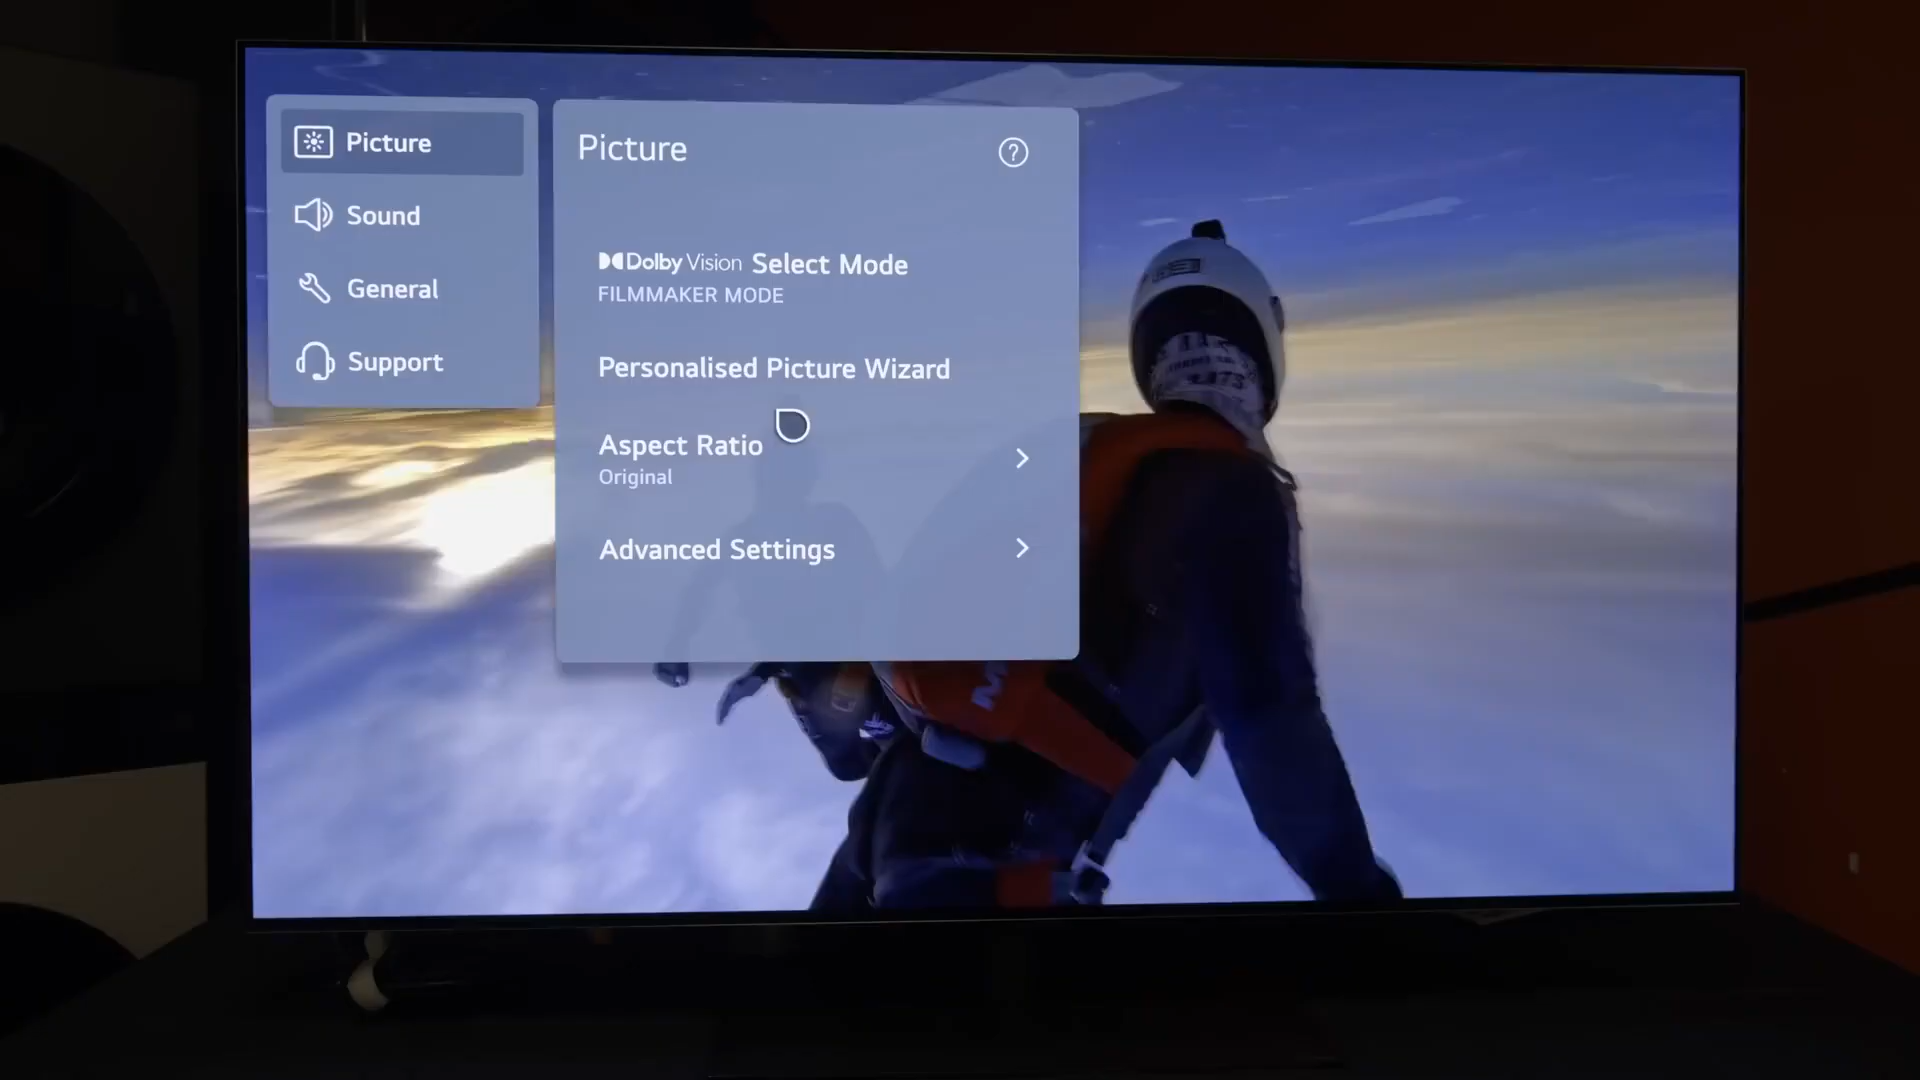 Picture
Sound
General
Support
Picture
Dolby Vision Select Mode
FILMMAKER MODE
Personalised Picture Wizard
Aspect Ratio
Original
Advanced Settings